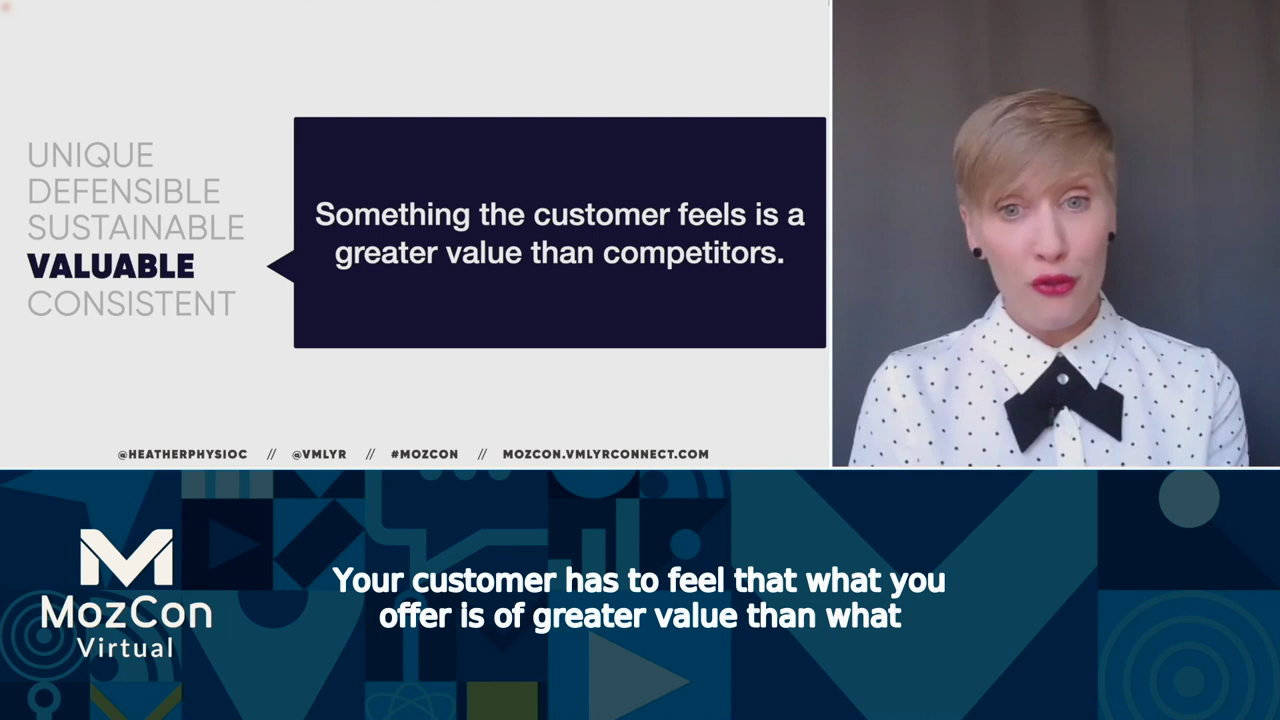 UNIQUE
DEFENSIBLE
SUSTAINABLE
VALUABLE
CONSISTENT
Something the customer feels is a
greater value than competitors.
@HEATHERPHYSIOC // @VMLYR // #MOZCON // MOZCON.VMLYRCONNECT.COM
MozCon
Virtual
Your customer has to feel that what you
offer is of greater value than what